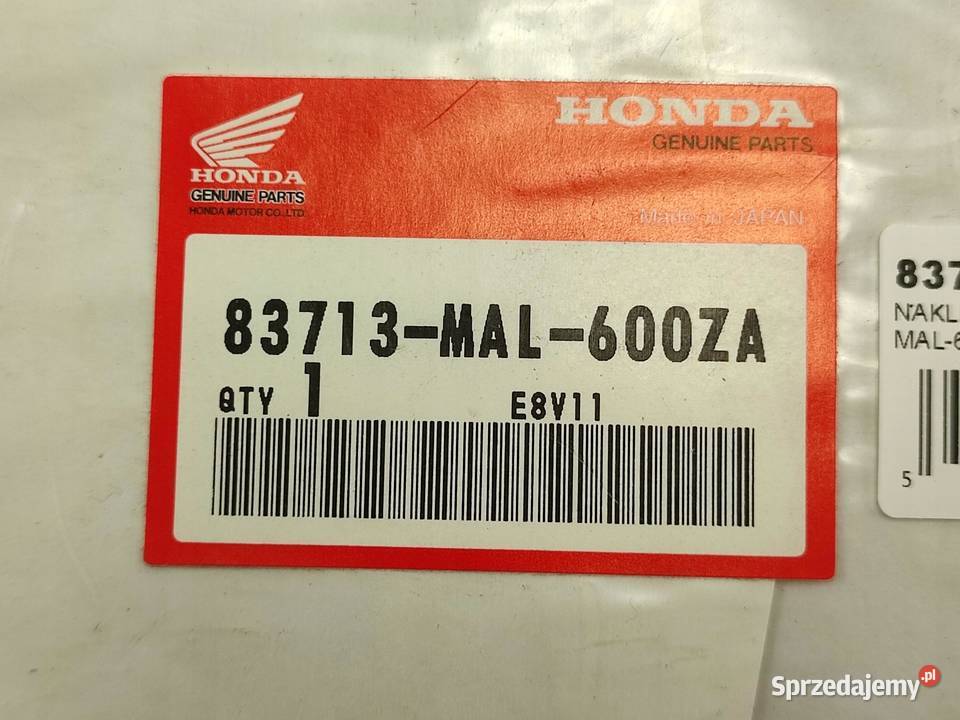 HONDA
GENUINE PARTS
HONDA MOTOR CO.,LTD.
HONDA
GENUINE PARTS
Made in JAPAN
83713-MAL-600ZA
QTY 1 E8V11
837
NAKL
MAL-6
5
Sprzedajemy.pl